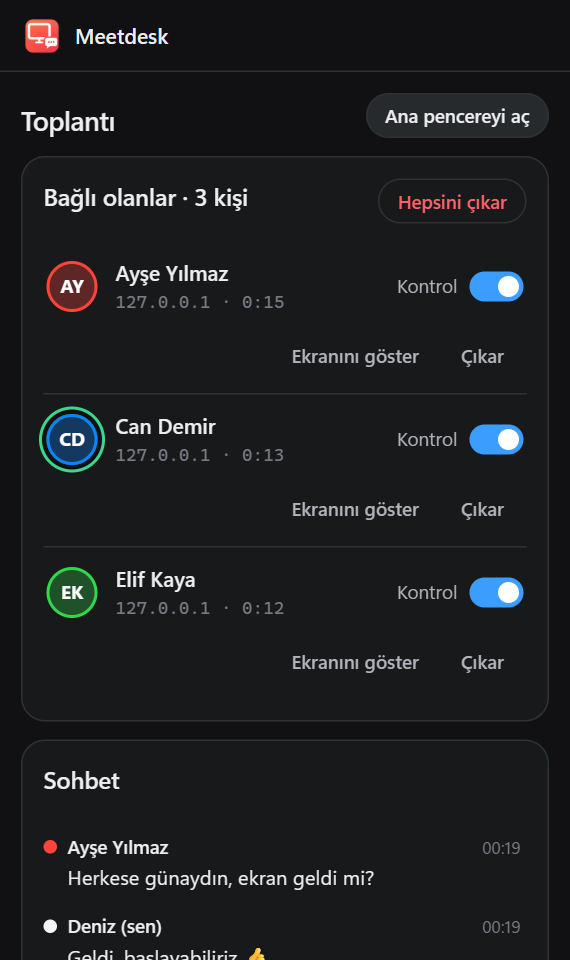 Meetdesk
Toplantı
Ana pencereyi aç
Bağlı olanlar · 3 kişi
Hepsini çıkar
AY
Ayşe Yılmaz
127.0.0.1 · 0:15
Kontrol
Ekranını göster
Çıkar
CD
Can Demir
127.0.0.1 · 0:13
Kontrol
Ekranını göster
Çıkar
EK
Elif Kaya
127.0.0.1 · 0:12
Kontrol
Ekranını göster
Çıkar
Sohbet
Ayşe Yılmaz
00:19
Herkese günaydın, ekran geldi mi?
Deniz (sen)
00:19
Geldi, başlayabiliriz 👍